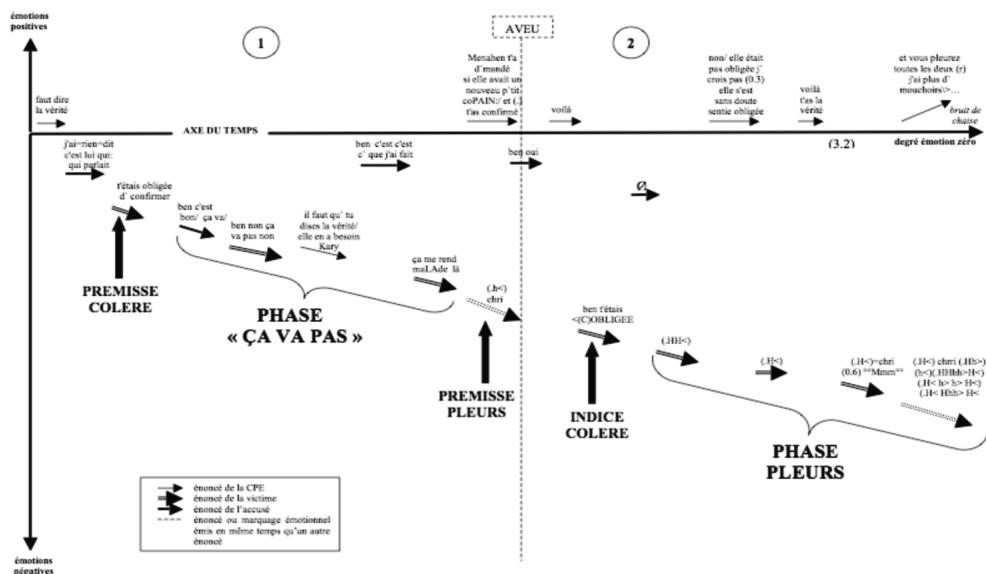 émotions
positives
1
AVEU
2
faut dire
la vérité
Menahen t'a
d'mandé
si elle avait un
nouveau p'tit
coPAIN:/ et (.)
t'as confirmé
voilà
non/ elle était
pas obligée j'
crois pas (0.3)
elle s'est
sans doute
sentie obligée
voilà
t'as la
vérité
et vous pleurez
toutes les deux (r)
j'ai plus d'
mouchoirs\>…
bruit de
chaise
AXE DU TEMPS
(3.2)
degré émotion zéro
j'ai=rien=dit
c'est lui qui:
qui parlait
ben c'est c'est
c' que j'ai fait
ben oui
t'étais obligée
d' confirmer
ben c'est
bon/ ça va/
ben non ça
va pas non
il faut qu' tu
dises la vérité/
elle en a besoin
Kary
ça me rend
maLAde là
(.h<)
chri
PREMISSE
COLERE
PHASE
« ÇA VA PAS »
PREMISSE
PLEURS
ben t'étais
<(C)OBLIGEE
INDICE
COLERE
(.HH<)
(.H<)
(.H<)=chri
(0.6) °°Mmm°°
(.H<) chrri (.Hh>)
(h<)(.HHhh>H<)
(.H< h> h> H<)
(.H< Hhh> H<
PHASE
PLEURS
énoncé de la CPE
énoncé de la victime
énoncé de l'accusé
énoncé ou marquage émotionnel
émis en même temps qu'un autre
énoncé
émotions
négatives